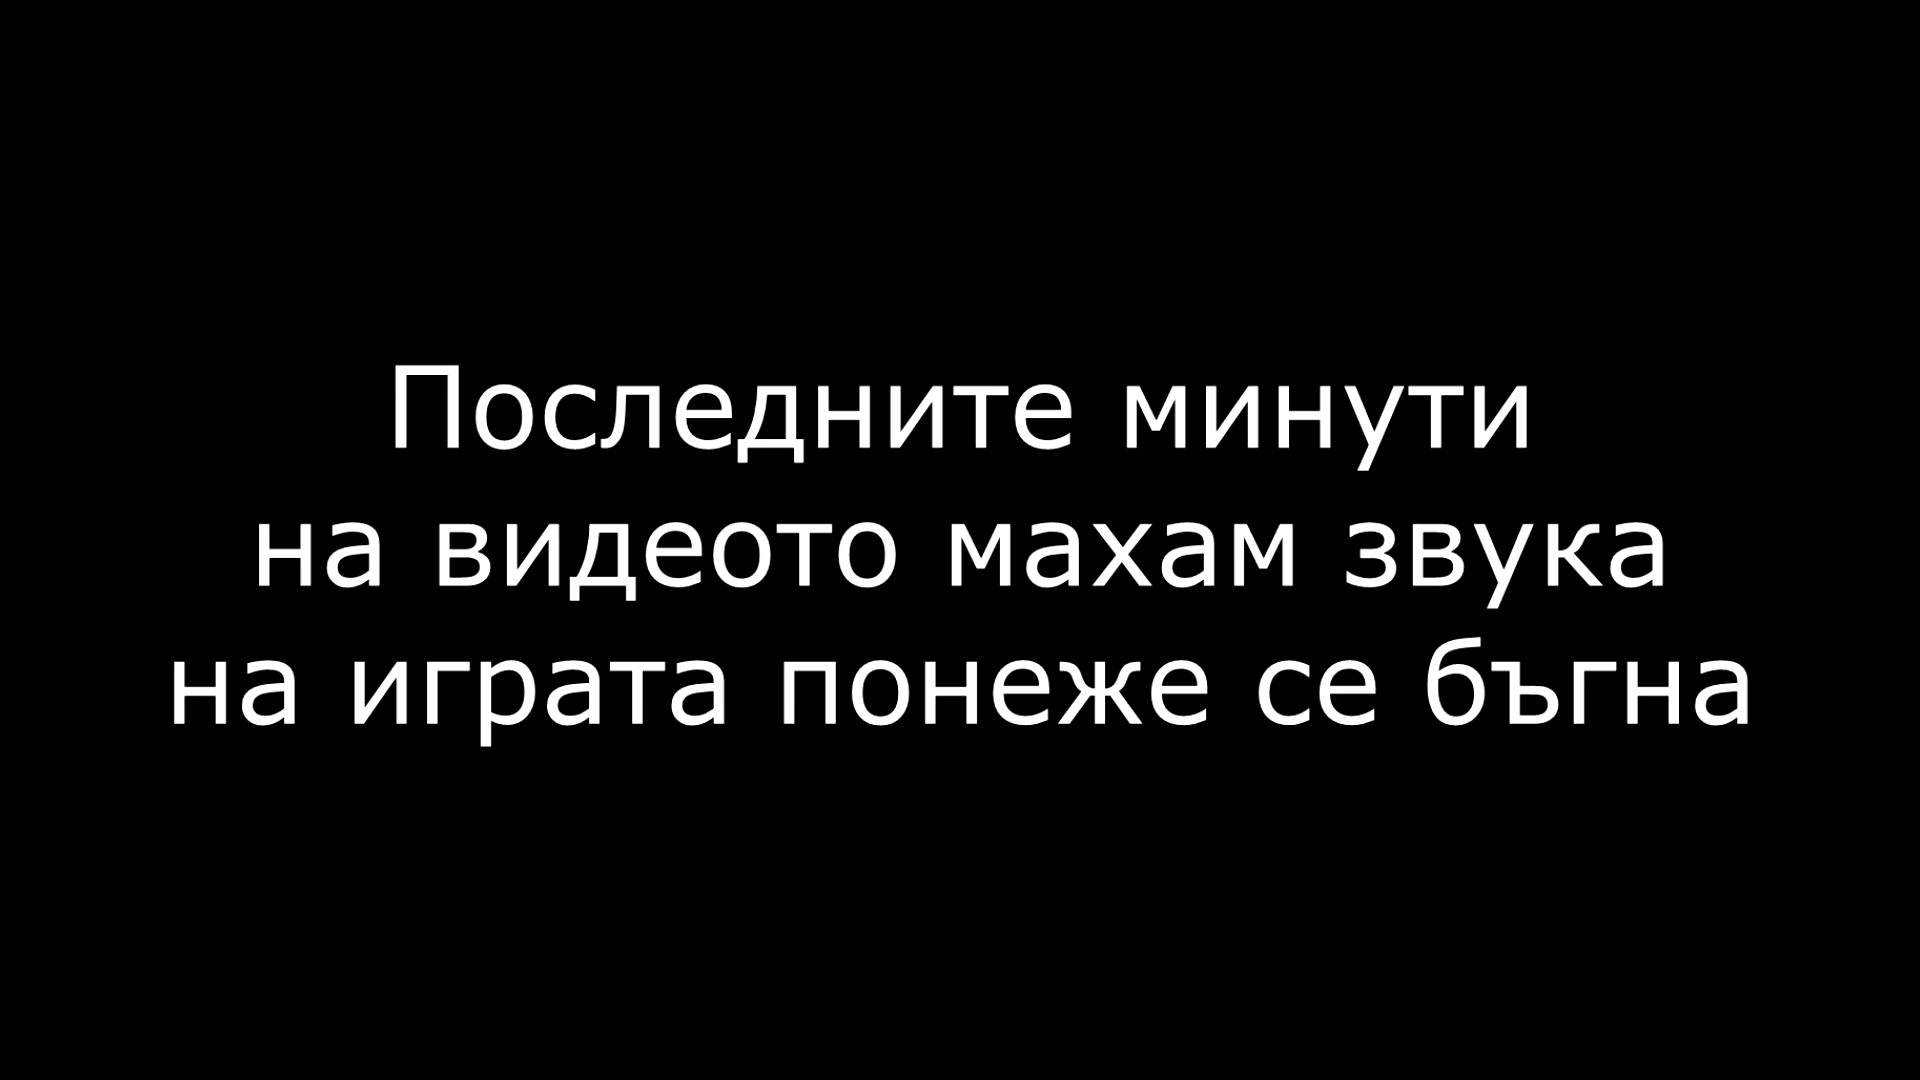 Последните минути
на видеото махам звука
на играта понеже се бъгна